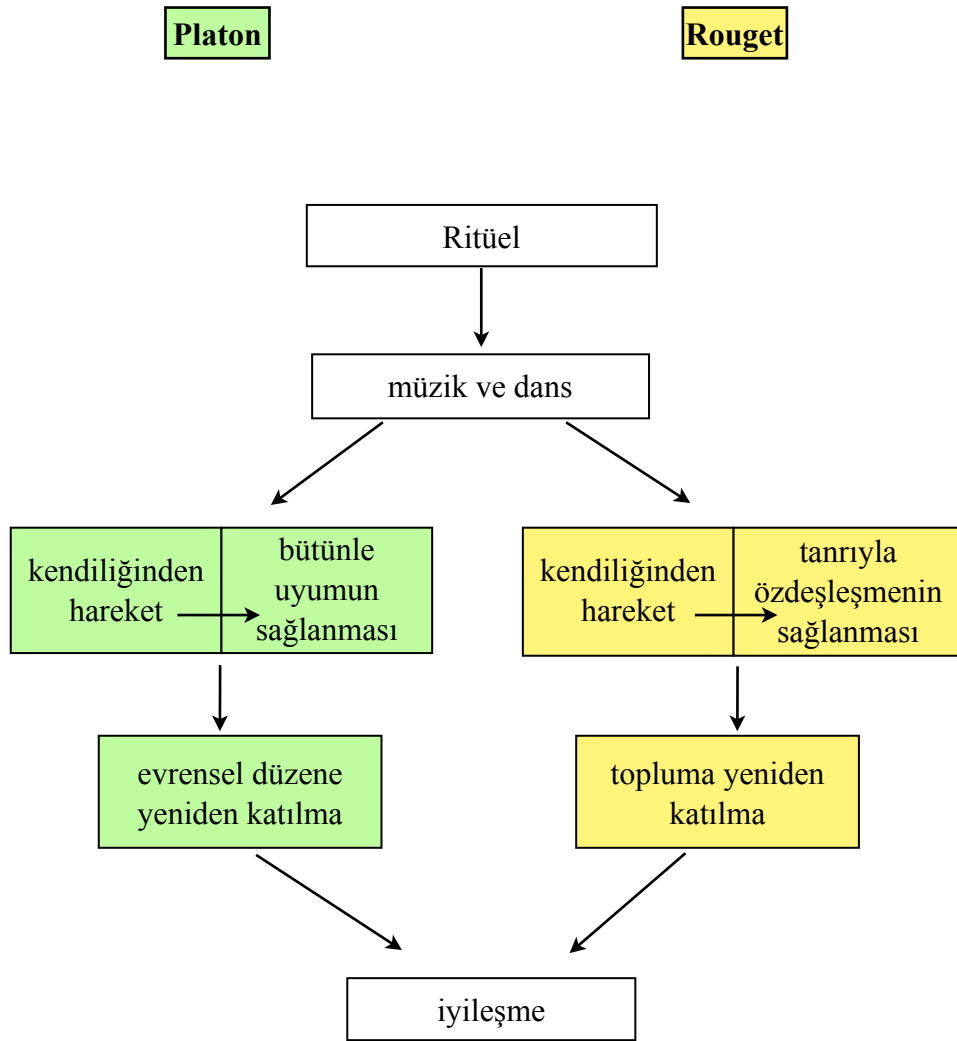 Platon
Rouget
Ritüel
müzik ve dans
kendiliğinden
hareket
bütünle
uyumun
sağlanması
kendiliğinden
hareket
tanrıyla
özdeşleşmenin
sağlanması
evrensel düzene
yeniden katılma
topluma yeniden
katılma
iyileşme